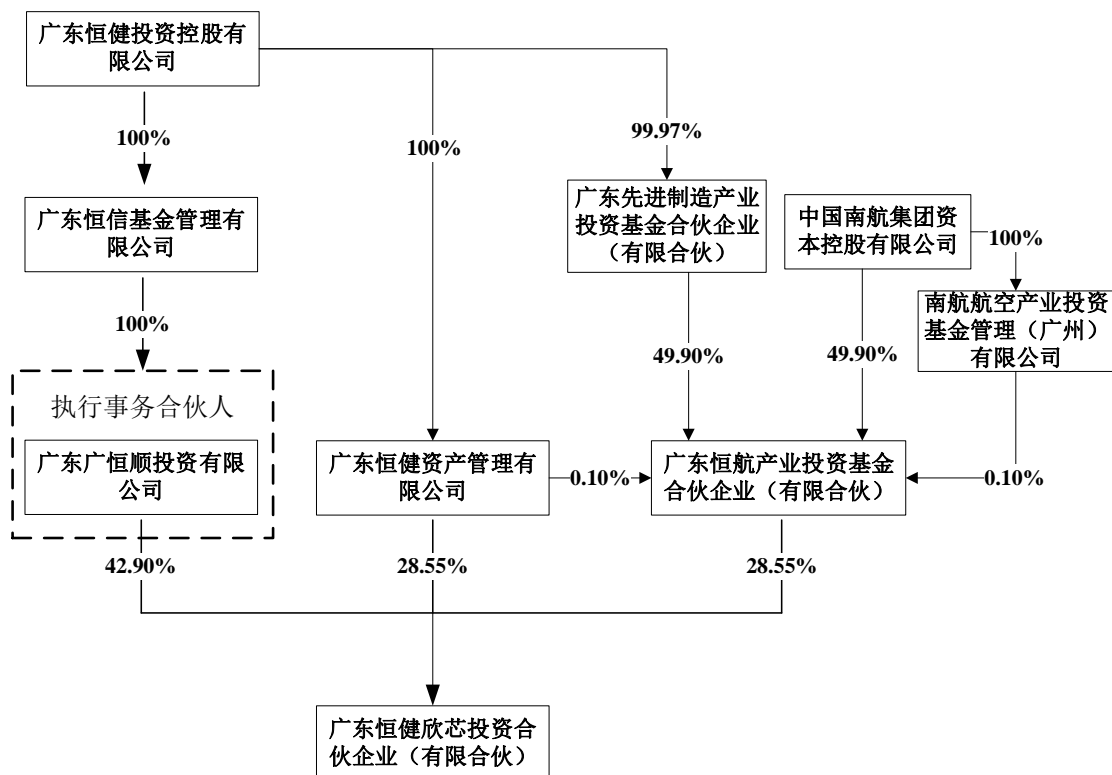 广东恒健投资控股有
限公司
100%
100%
99.97%
广东恒信基金管理有
限公司
广东先进制造产业
投资基金合伙企业
（有限合伙）
中国南航集团资
本控股有限公司
100%
南航航空产业投资
基金管理（广州）
有限公司
100%
49.90%
49.90%
执行事务合伙人
广东广恒顺投资有限
公司
广东恒健资产管理有
限公司
0.10%
广东恒航产业投资基金
合伙企业（有限合伙）
0.10%
42.90%
28.55%
28.55%
广东恒健欣芯投资合
伙企业（有限合伙）